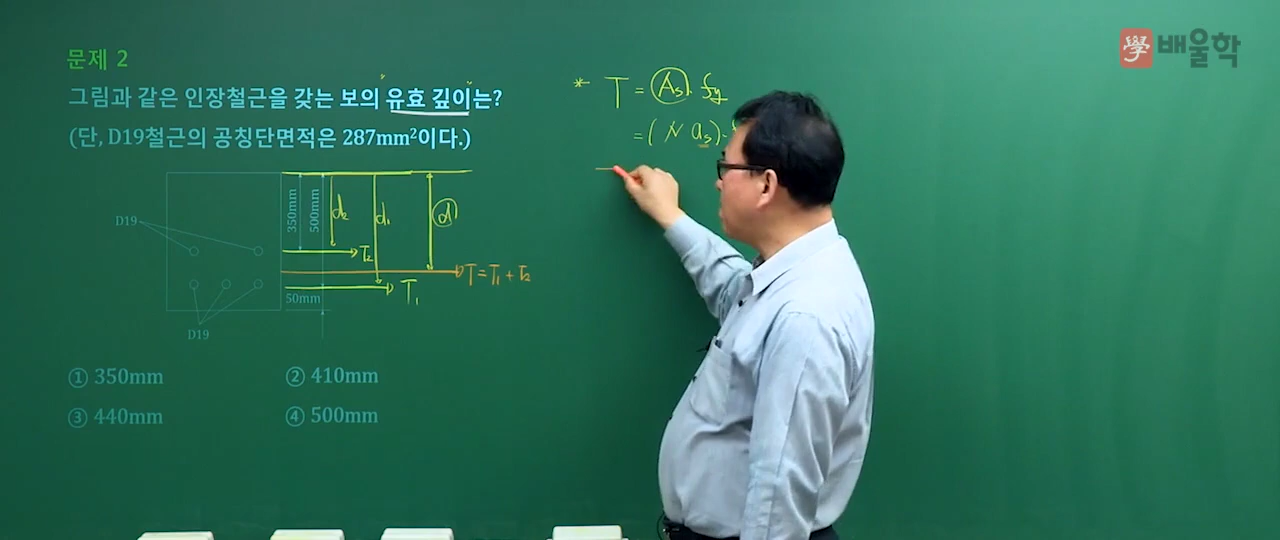 學 배울학
문제 2
그림과 같은 인장철근을 갖는 보의 유효 깊이는?
(단, D19철근의 공칭단면적은 287mm²이다.)
* T = As · fy
= (N as) ·
D19
350mm
500mm
d2
d1
d
T2
T = T1 + T2
T1
50mm
D19
① 350mm
② 410mm
③ 440mm
④ 500mm